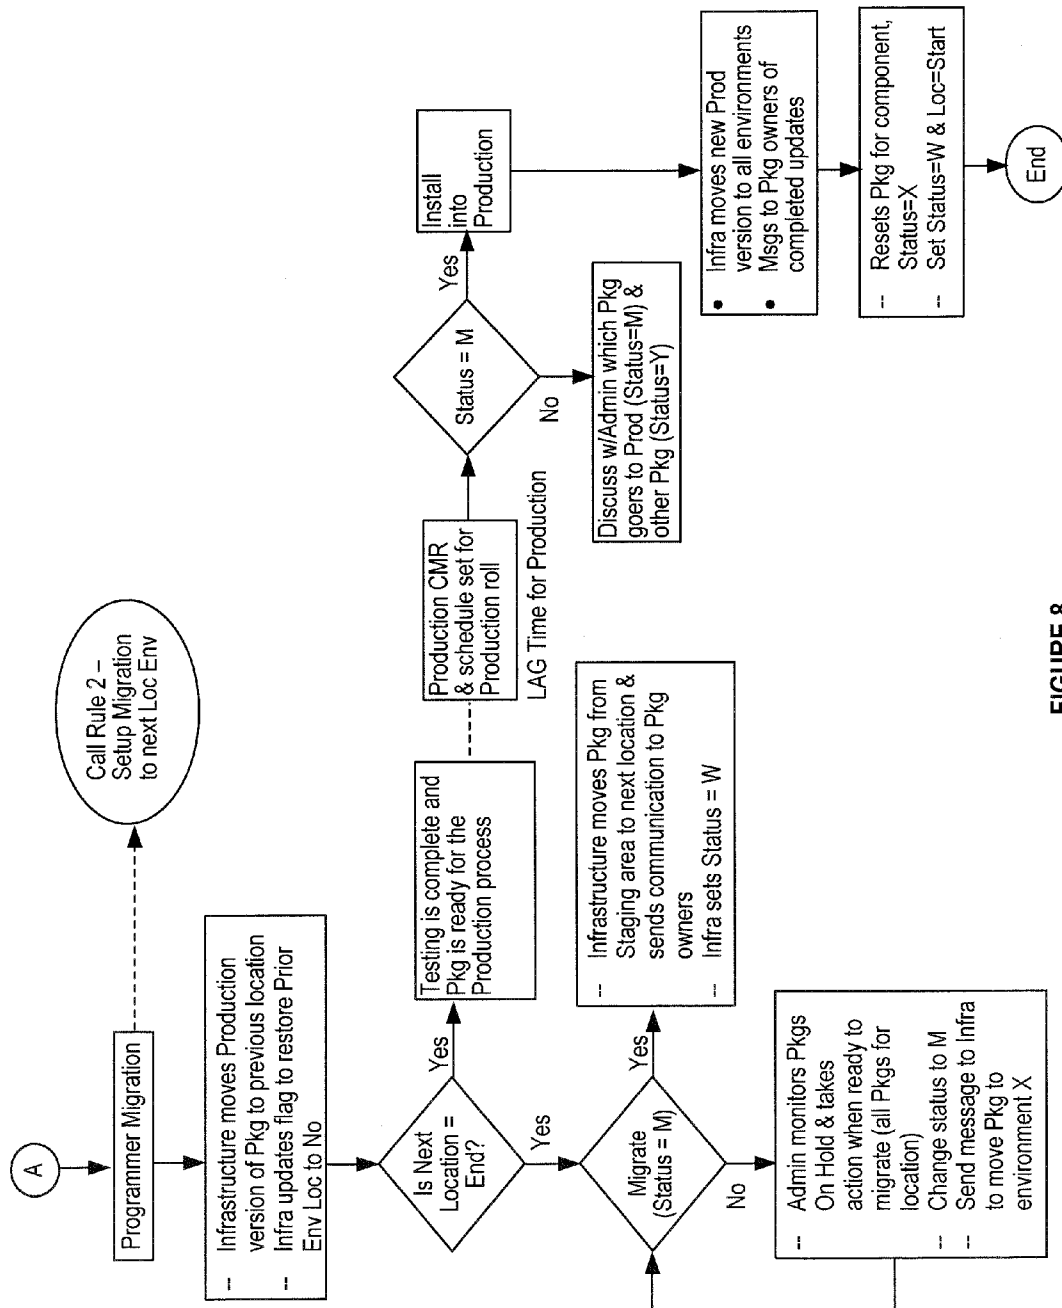 A
Programmer Migration
Call Rule 2 –
Setup Migration
to next Loc Env
-- Infrastructure moves Production
version of Pkg to previous location
-- Infra updates flag to restore Prior
Env Loc to No
Is Next
Location =
End?
Yes
Testing is complete and
Pkg is ready for the
Production process
Production CMR
& schedule set for
Production roll
LAG Time for Production
Status = M
Yes
Install
into
Production
No
Discuss w/Admin which Pkg
goers to Prod (Status=M) &
other Pkg (Status=Y)
• Infra moves new Prod
version to all environments
• Msgs to Pkg owners of
completed updates
-- Resets Pkg for component,
Status=X
-- Set Status=W & Loc=Start
End
Yes
Migrate
(Status = M)
Yes
-- Infrastructure moves Pkg from
Staging area to next location &
sends communication to Pkg
owners
-- Infra sets Status = W
No
-- Admin monitors Pkgs
On Hold & takes
action when ready to
migrate (all Pkgs for
location)
-- Change status to M
-- Send message to Infra
to move Pkg to
environment X
FIGURE 8